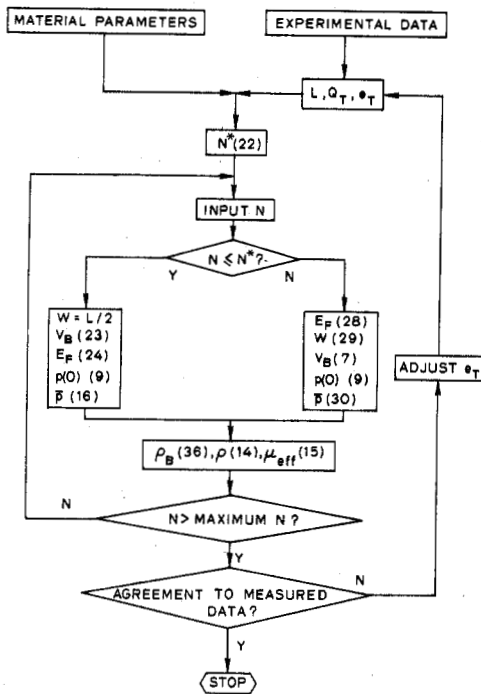 MATERIAL PARAMETERS
EXPERIMENTAL DATA
L, Q_T, e_T
N*(22)
INPUT N
N ⩽ N*?
Y
N
W = L/2
V_B (23)
E_F (24)
p(0) (9)
p̅ (16)
E_F (28)
W (29)
V_B (7)
p(0) (9)
p̅ (30)
ADJUST e_T
ρ_B (36), ρ (14), μ_eff (15)
N
N> MAXIMUM N ?
Y
N
AGREEMENT TO MEASURED
DATA?
Y
STOP